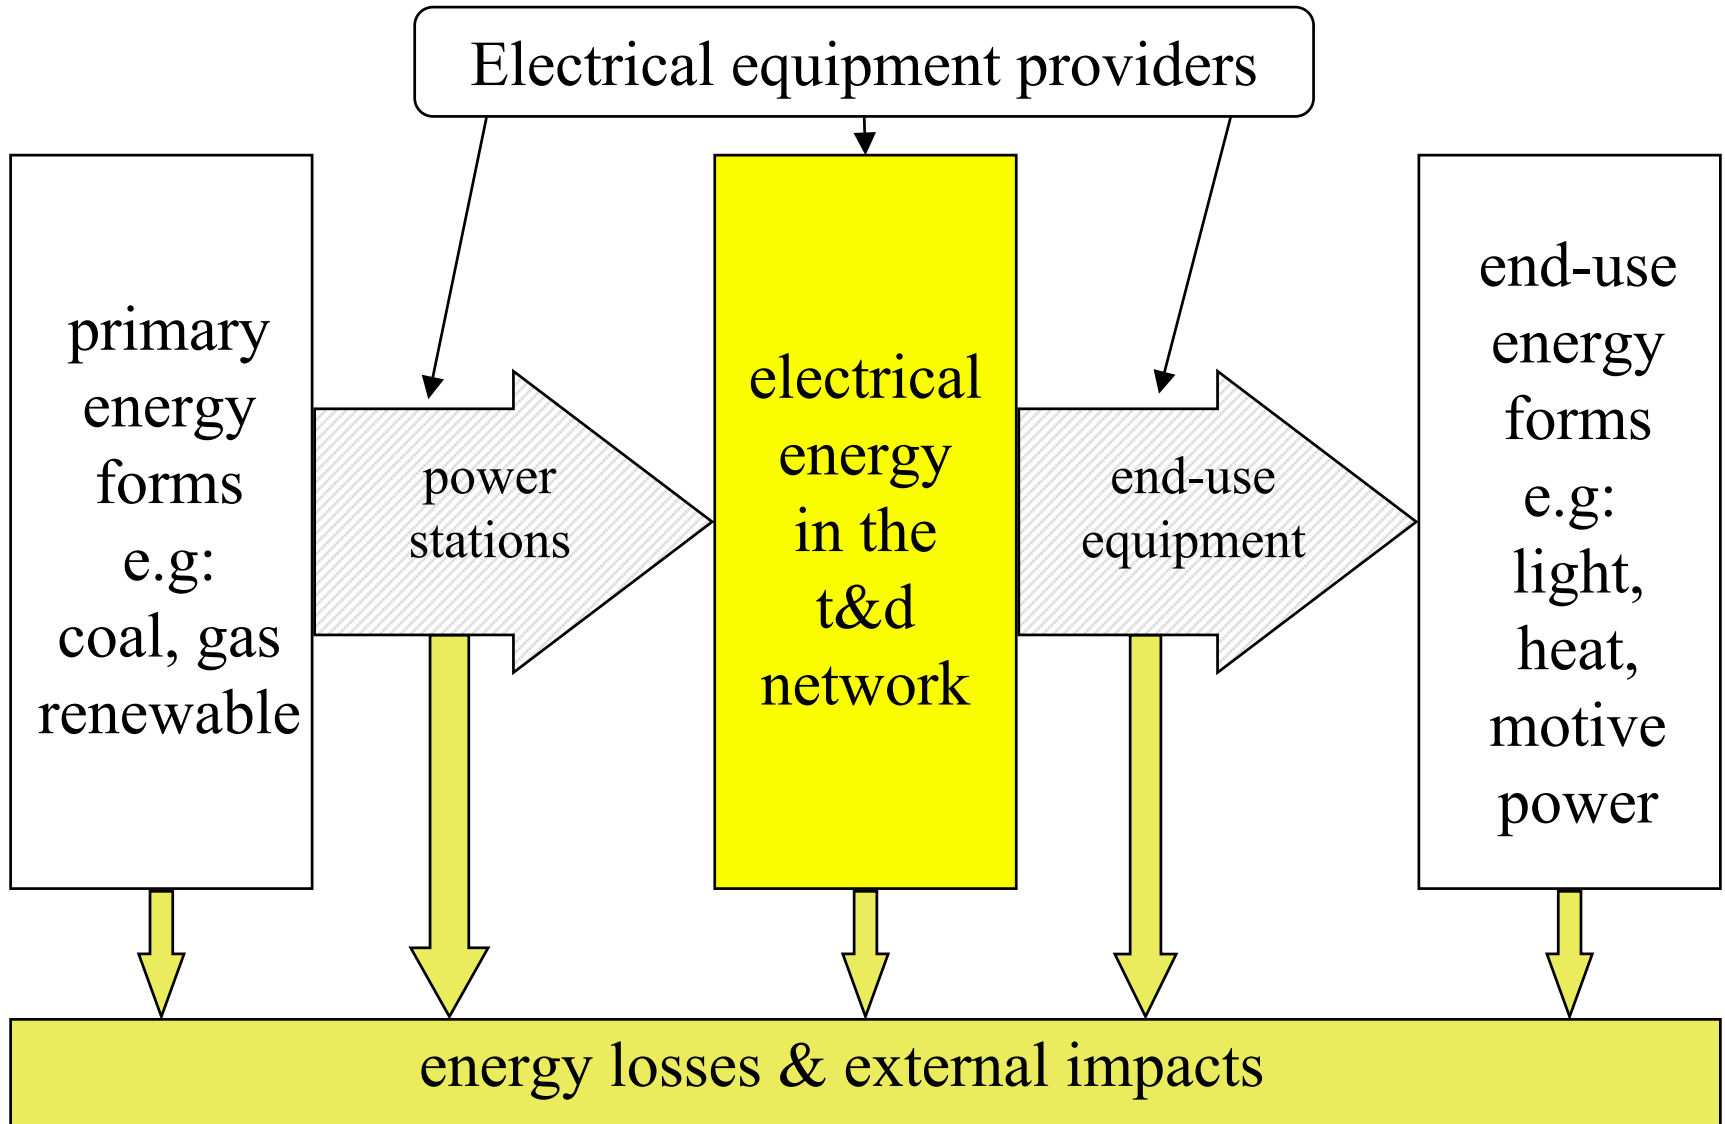 Electrical equipment providers
primary
energy
forms
e.g:
coal, gas
renewable
power
stations
electrical
energy
in the
t&d
network
end-use
equipment
end-use
energy
forms
e.g:
light,
heat,
motive
power
energy losses & external impacts